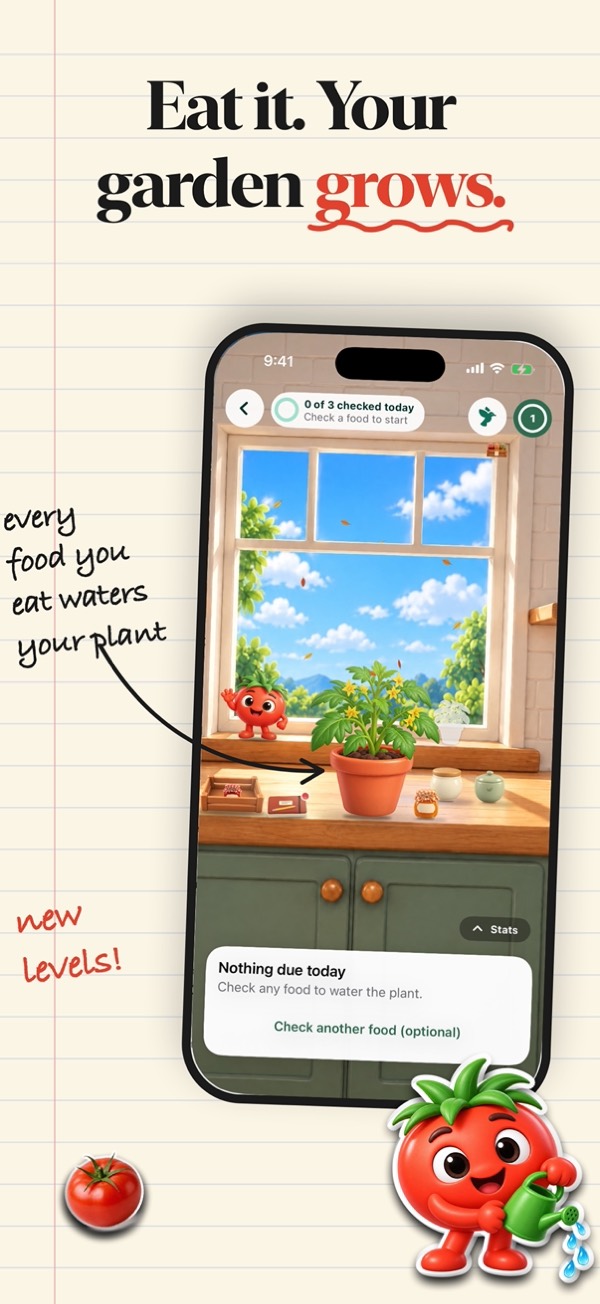 Eat it. Your
garden grows.
9:41
0 of 3 checked today
Check a food to start
1
every
food you
eat waters
your plant
new
levels!
Stats
Nothing due today
Check any food to water the plant.
Check another food (optional)